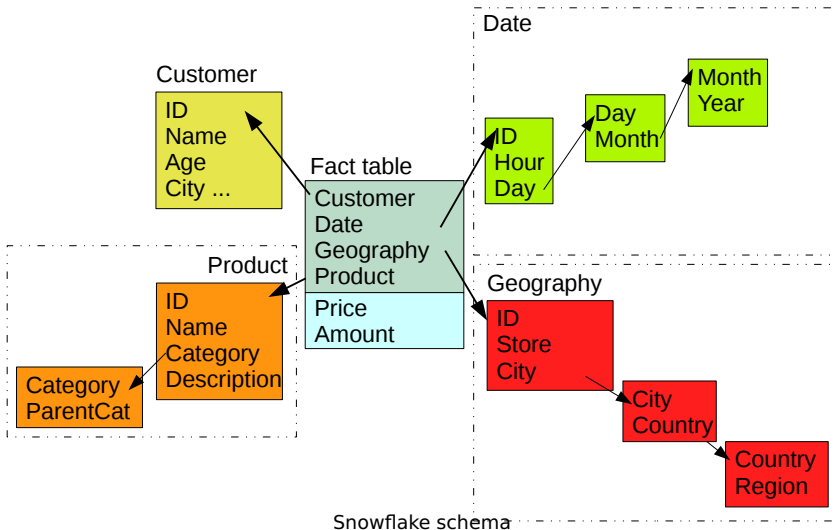 Date
Customer
ID
Name
Age
City ...
Month
Year
Day
Month
ID
Hour
Day
Fact table
Customer
Date
Geography
Product
Price
Amount
Product
ID
Name
Category
Description
Category
ParentCat
Geography
ID
Store
City
City
Country
Country
Region
Snowflake schema